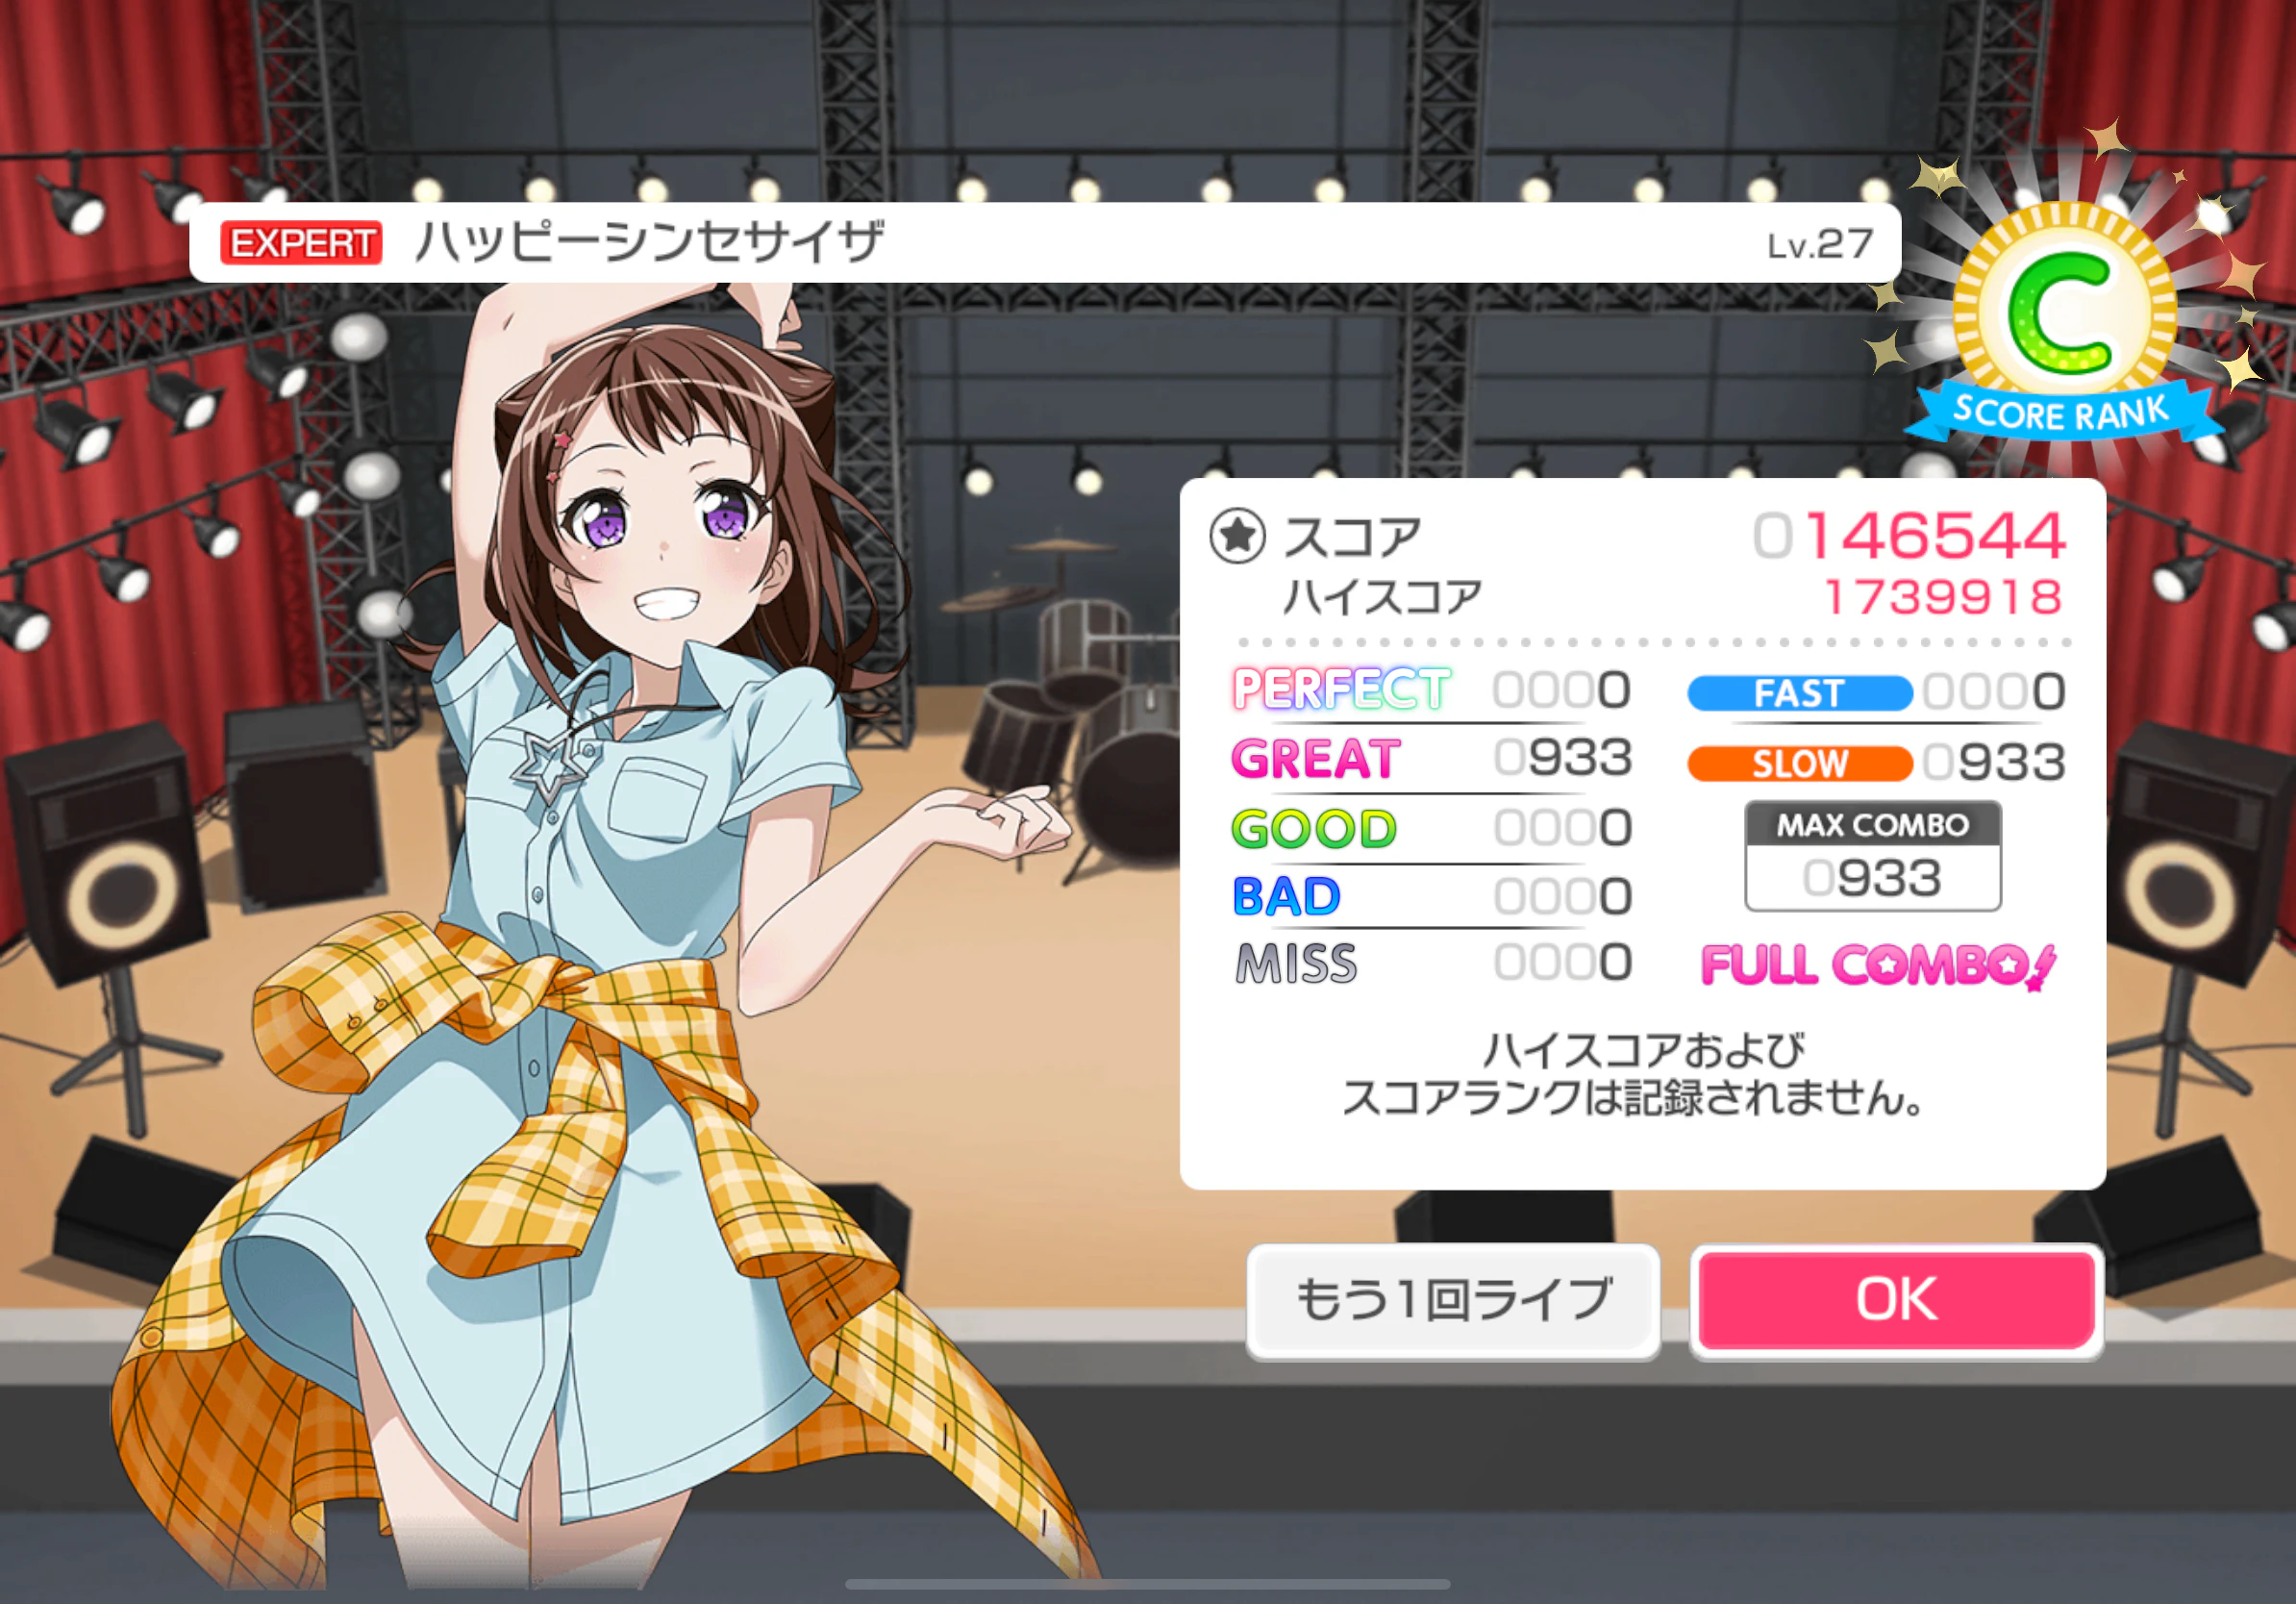 EXPERT ハッピーシンセサイザ Lv.27
C
SCORE RANK
スコア 0146544
ハイスコア 1739918
PERFECT 0000 FAST 0000
GREAT 0933 SLOW 0933
GOOD 0000 MAX COMBO
BAD 0000 0933
MISS 0000 FULL COMBO!
ハイスコアおよび
スコアランクは記録されません。
もう1回ライブ OK